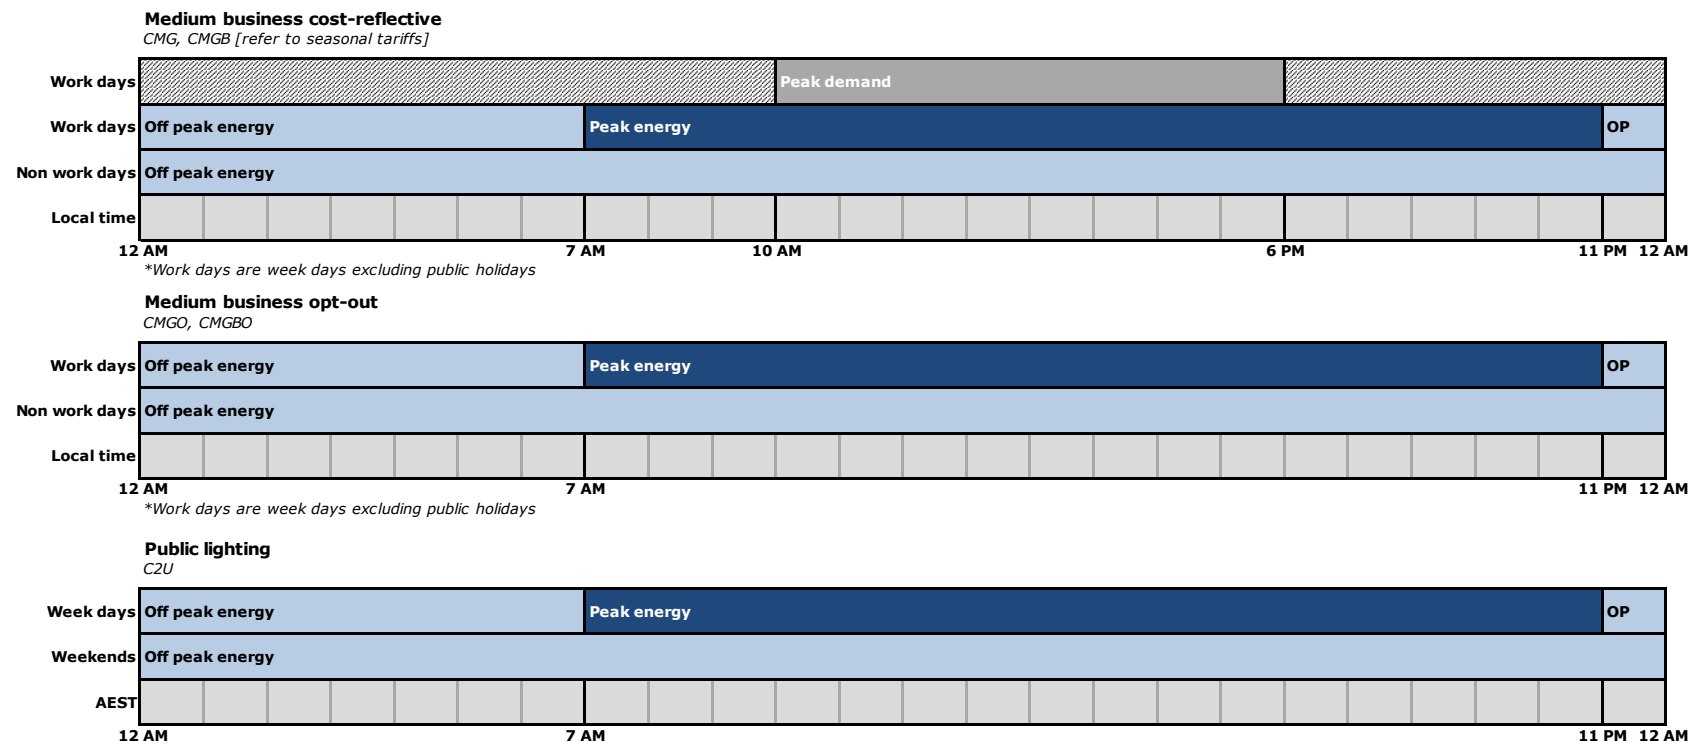 Medium business cost-reflective
CMG, CMGB [refer to seasonal tariffs]
Work days Peak demand
Work days Off peak energy Peak energy OP
Non work days Off peak energy
Local time
12 AM 7 AM 10 AM 6 PM 11 PM 12 AM
*Work days are week days excluding public holidays
Medium business opt-out
CMGO, CMGBO
Work days Off peak energy Peak energy OP
Non work days Off peak energy
Local time
12 AM 7 AM 11 PM 12 AM
*Work days are week days excluding public holidays
Public lighting
C2U
Week days Off peak energy Peak energy OP
Weekends Off peak energy
AEST
12 AM 7 AM 11 PM 12 AM